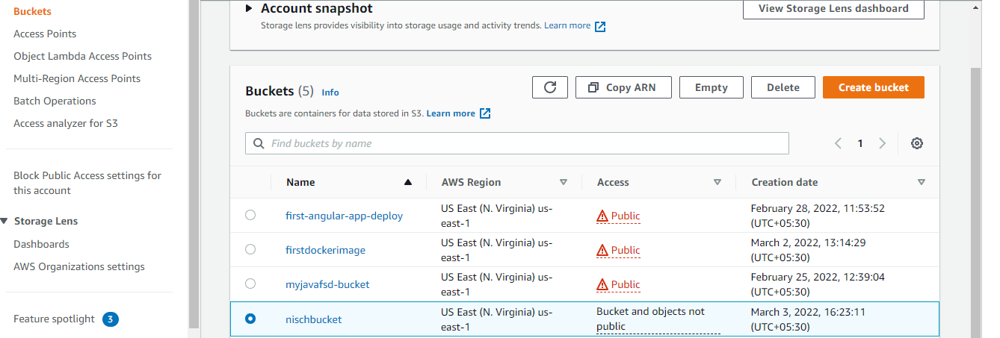 Buckets
Access Points
Object Lambda Access Points
Multi-Region Access Points
Batch Operations
Access analyzer for S3
Block Public Access settings for
this account
Storage Lens
Dashboards
AWS Organizations settings
Feature spotlight 3
Account snapshot
View Storage Lens dashboard
Storage lens provides visibility into storage usage and activity trends. Learn more
Buckets (5) Info
Copy ARN
Empty
Delete
Create bucket
Buckets are containers for data stored in S3. Learn more
Find buckets by name
1
Name AWS Region Access Creation date
first-angular-app-deploy
US East (N. Virginia) us-
east-1
Public
February 28, 2022, 11:53:52
(UTC+05:30)
firstdockerimage
US East (N. Virginia) us-
east-1
Public
March 2, 2022, 13:14:29
(UTC+05:30)
myjavafsd-bucket
US East (N. Virginia) us-
east-1
Public
February 25, 2022, 12:39:04
(UTC+05:30)
nischbucket
US East (N. Virginia) us-
east-1
Bucket and objects not
public
March 3, 2022, 16:23:11
(UTC+05:30)